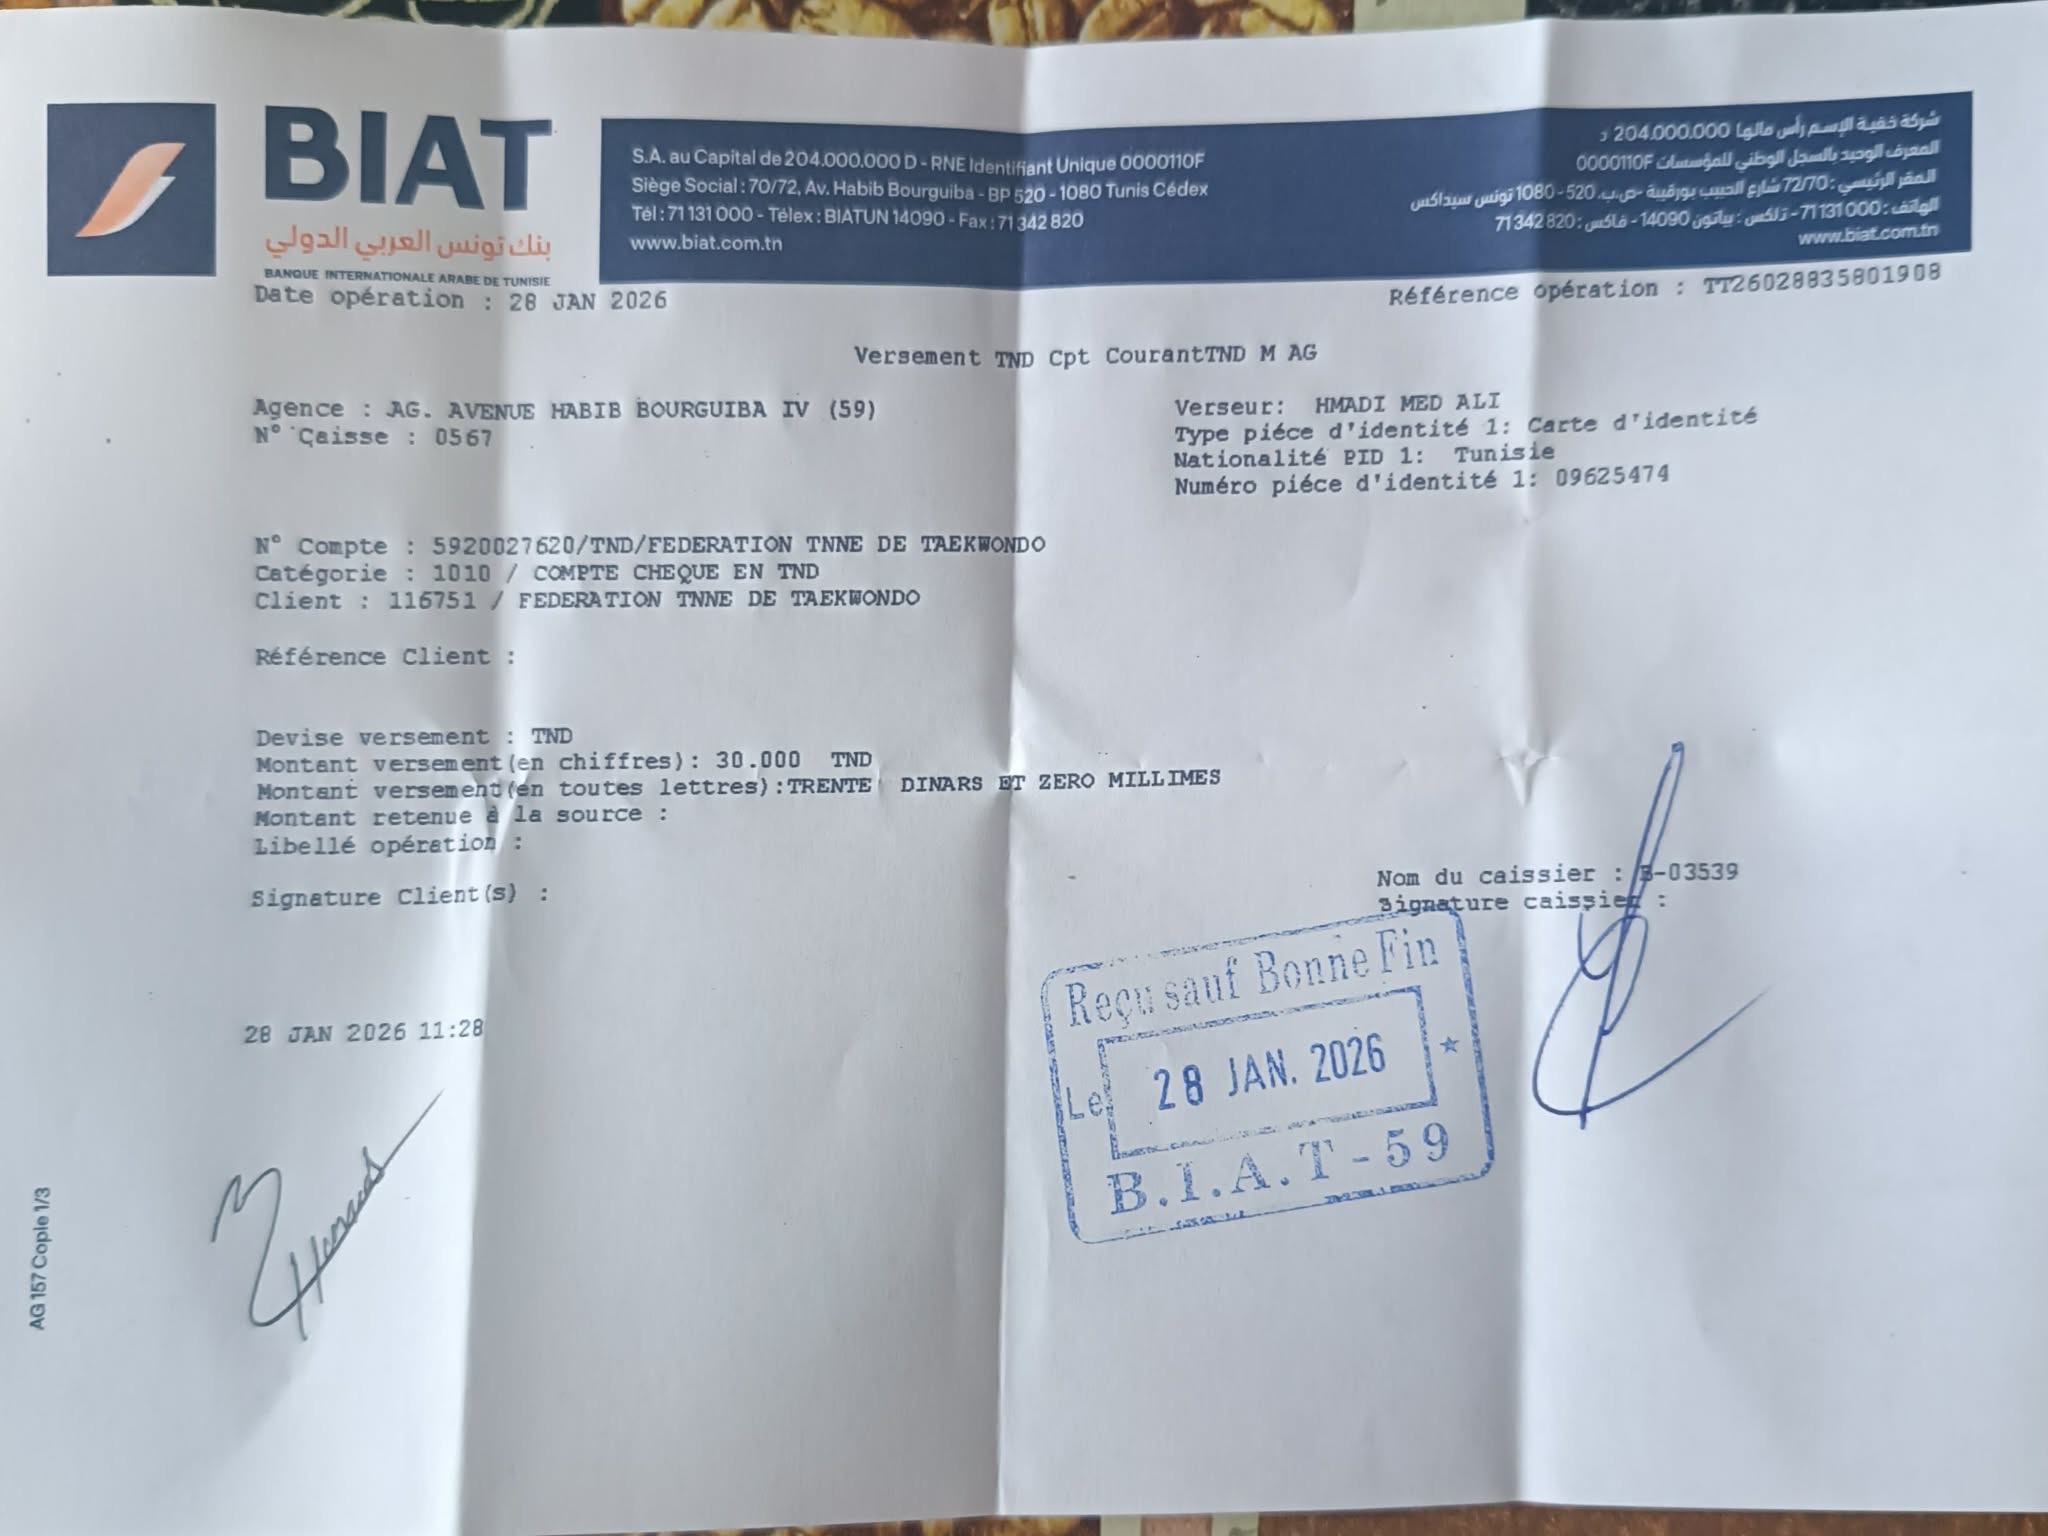 BIAT
بنك تونس العربي الدولي
BANQUE INTERNATIONALE ARABE DE TUNISIE
S.A. au Capital de 204.000.000 D - RNE Identifiant Unique 0000110F
Siège Social : 70/72, Av. Habib Bourguiba - BP 520 - 1080 Tunis Cédex
Tél : 71 131 000 - Télex : BIATUN 14090 - Fax : 71 342 820
www.biat.com.tn
شركة خفية الإسم رأس مالها 204.000.000 د
المعرف الوحيد بالسجل الوطني للمؤسسات 0000110F
المقر الرئيسي : 72/70 شارع الحبيب بورقيبة -ص.ب. 520 - 1080 تونس سيداكس
الهاتف : 71131000 - تلكس : بياتون 14090 - فاكس : 71342820
www.biat.com.tn
Date opération : 28 JAN 2026
Référence opération : TT26028835801908
Versement TND Cpt CourantTND M AG
Agence : AG. AVENUE HABIB BOURGUIBA IV (59)
N° Caisse : 0567
Verseur: HMADI MED ALI
Type piéce d'identité 1: Carte d'identité
Nationalité PID 1: Tunisie
Numéro piéce d'identité 1: 09625474
N° Compte : 5920027620/TND/FEDERATION TNNE DE TAEKWONDO
Catégorie : 1010 / COMPTE CHEQUE EN TND
Client : 116751 / FEDERATION TNNE DE TAEKWONDO
Référence Client :
Devise versement : TND
Montant versement(en chiffres): 30.000 TND
Montant versement(en toutes lettres):TRENTE DINARS ET ZERO MILLIMES
Montant retenue à la source :
Libellé opération :
Signature Client(s) :
Nom du caissier : B-03539
Signature caissier :
28 JAN 2026 11:28
Reçu sauf Bonne Fin
Le 28 JAN. 2026
B.I.A.T - 59
AG 157 Copie 1/3